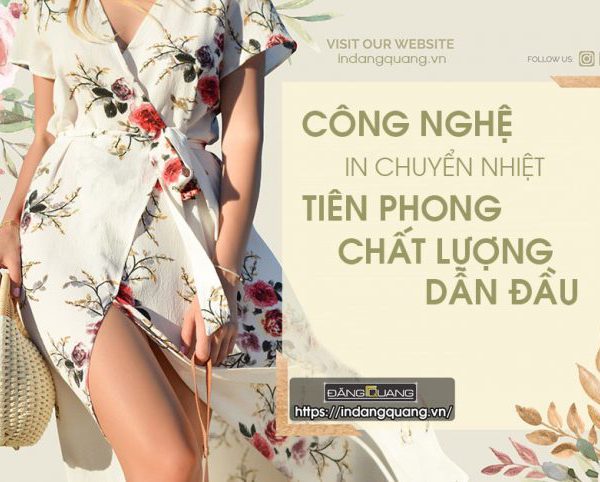 VISIT OUR WEBSITE
indangquang.vn
FOLLOW US
CÔNG NGHỆ
IN CHUYỂN NHIỆT
TIÊN PHONG
CHẤT LƯỢNG
DẪN ĐẦU
ĐĂNGQUANG
https://indangquang.vn/